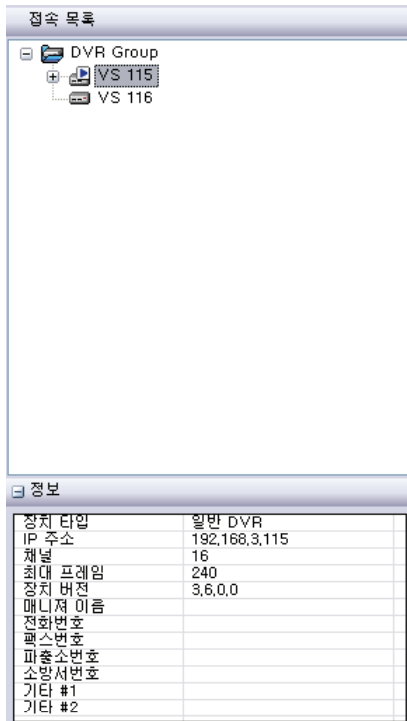 접속 목록
DVR Group
VS 115
VS 116
정보
장치 타입 일반 DVR
IP 주소 192,168,3,115
채널 16
최대 프레임 240
장치 버전 3,6,0,0
매니져 이름
전화번호
팩스번호
파출소번호
소방서번호
기타 #1
기타 #2